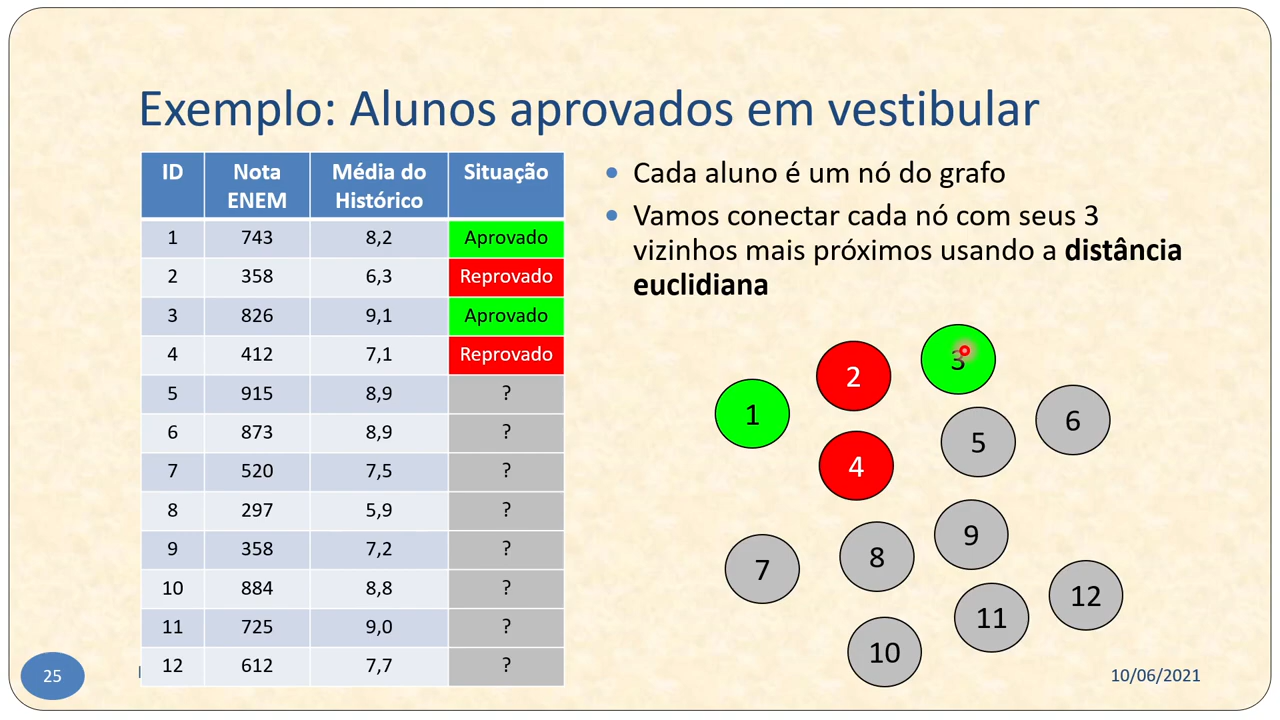 Exemplo: Alunos aprovados em vestibular
ID Nota ENEM Média do Histórico Situação
1 743 8,2 Aprovado
2 358 6,3 Reprovado
3 826 9,1 Aprovado
4 412 7,1 Reprovado
5 915 8,9 ?
6 873 8,9 ?
7 520 7,5 ?
8 297 5,9 ?
9 358 7,2 ?
10 884 8,8 ?
11 725 9,0 ?
12 612 7,7 ?
Cada aluno é um nó do grafo
Vamos conectar cada nó com seus 3
vizinhos mais próximos usando a distância
euclidiana
3
2
1
6
5
4
9
8
7
12
11
10
25
10/06/2021